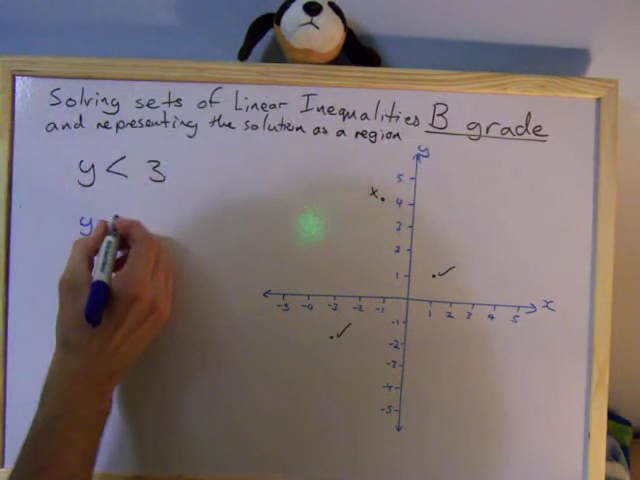 Solving sets of Linear Inequalities B grade
and representing the solution as a region
y < 3
y
y
5
4
3
2
1
x
-5 -4 -3 -2 -1
1 2 3 4 5
-1
-2
-3
-4
-5
x